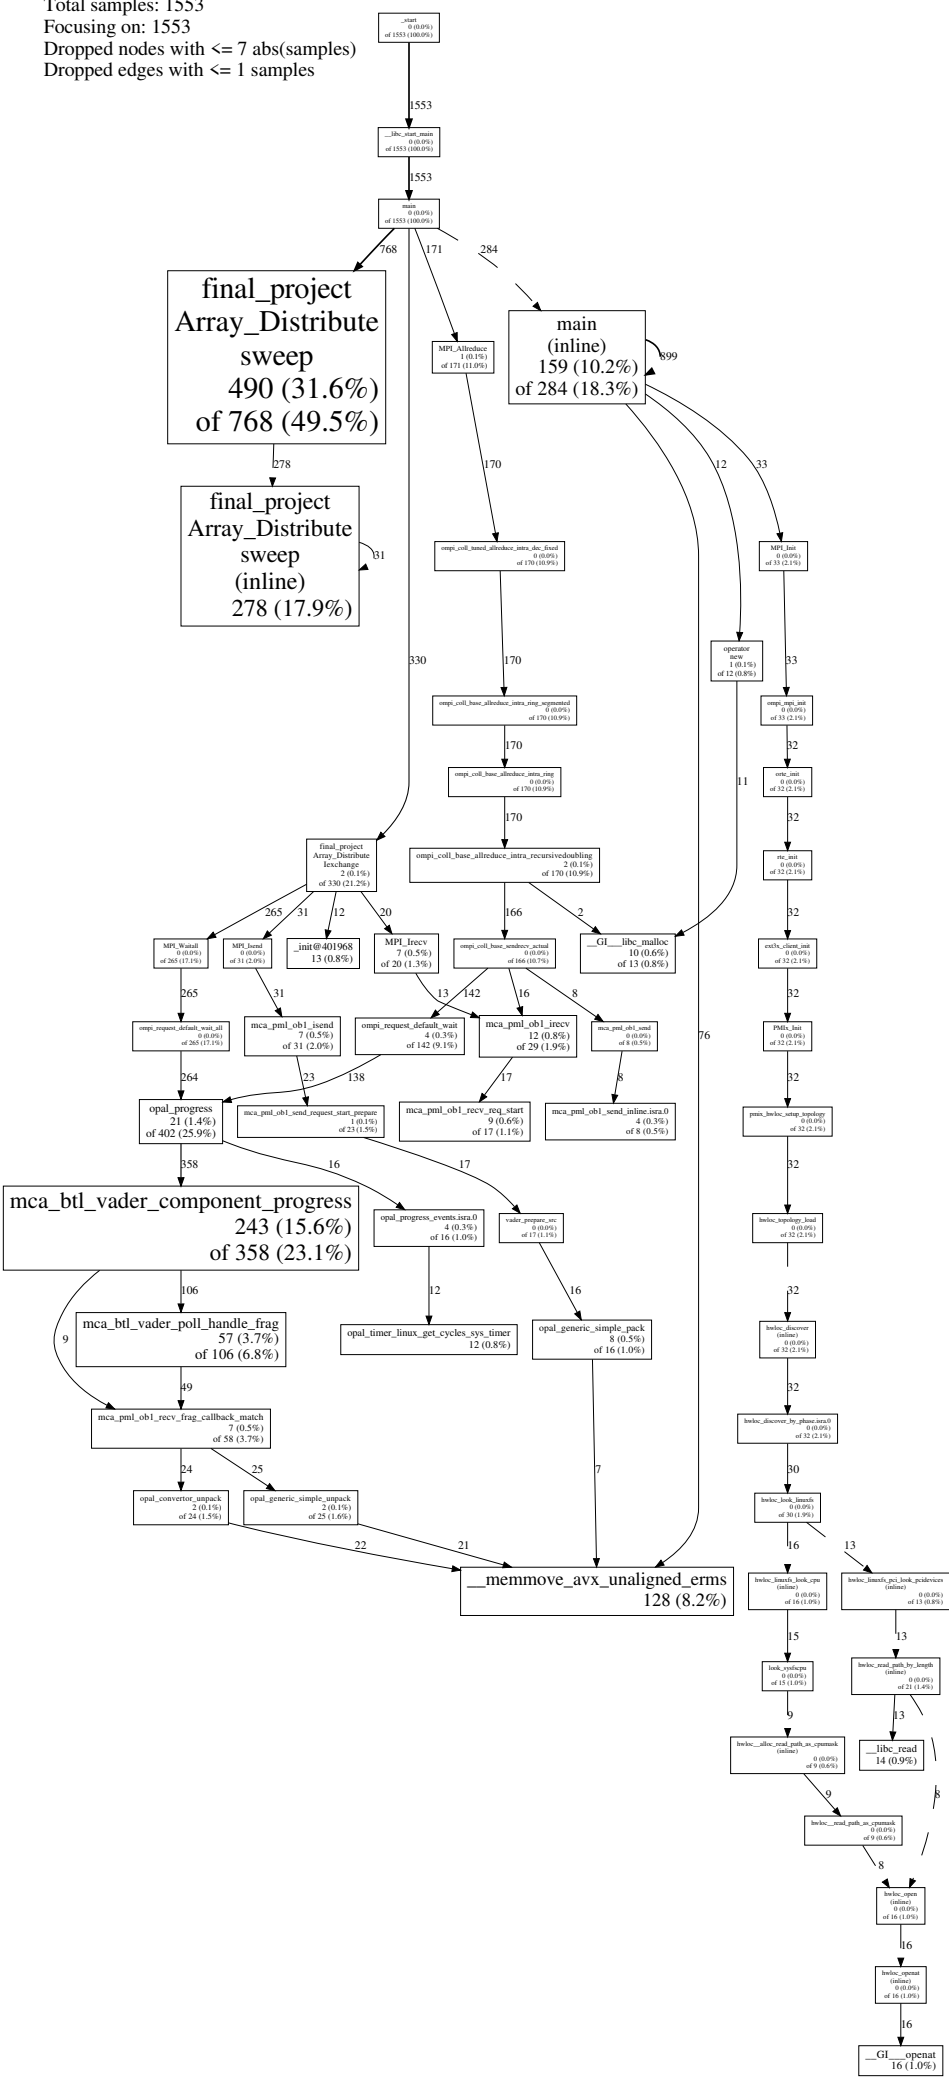 Total samples: 1553
Focusing on: 1553
Dropped nodes with <= 7 abs(samples)
Dropped edges with <= 1 samples
_start
0 (0.0%)
of 1553 (100.0%)
1553
__libc_start_main
0 (0.0%)
of 1553 (100.0%)
1553
main
0 (0.0%)
of 1553 (100.0%)
768
171
284
330
final_project
Array_Distribute
sweep
490 (31.6%)
of 768 (49.5%)
278
final_project
Array_Distribute
sweep
(inline)
278 (17.9%)
31
MPI_Allreduce
1 (0.1%)
of 171 (11.0%)
main
(inline)
159 (10.2%)
of 284 (18.3%)
899
170
12
33
76
ompi_coll_tuned_allreduce_intra_dec_fixed
0 (0.0%)
of 170 (10.9%)
MPI_Init
0 (0.0%)
of 33 (2.1%)
operator
new
1 (0.1%)
of 12 (0.8%)
170
33
11
ompi_coll_base_allreduce_intra_ring_segmented
0 (0.0%)
of 170 (10.9%)
ompi_mpi_init
0 (0.0%)
of 33 (2.1%)
170
32
ompi_coll_base_allreduce_intra_ring
0 (0.0%)
of 170 (10.9%)
orte_init
0 (0.0%)
of 32 (2.1%)
170
32
final_project
Array_Distribute
Iexchange
2 (0.1%)
of 330 (21.2%)
ompi_coll_base_allreduce_intra_recursivedoubling
2 (0.1%)
of 170 (10.9%)
rte_init
0 (0.0%)
of 32 (2.1%)
265
31
12
20
166
2
32
MPI_Waitall
0 (0.0%)
of 265 (17.1%)
MPI_Isend
0 (0.0%)
of 31 (2.0%)
_init@401968
13 (0.8%)
MPI_Irecv
7 (0.5%)
of 20 (1.3%)
ompi_coll_base_sendrecv_actual
0 (0.0%)
of 166 (10.7%)
__GI___libc_malloc
10 (0.6%)
of 13 (0.8%)
ext3x_client_init
0 (0.0%)
of 32 (2.1%)
265
31
13
142
16
8
32
ompi_request_default_wait_all
0 (0.0%)
of 265 (17.1%)
mca_pml_ob1_isend
7 (0.5%)
of 31 (2.0%)
ompi_request_default_wait
4 (0.3%)
of 142 (9.1%)
mca_pml_ob1_irecv
12 (0.8%)
of 29 (1.9%)
mca_pml_ob1_send
0 (0.0%)
of 8 (0.5%)
PMIx_Init
0 (0.0%)
of 32 (2.1%)
264
23
138
17
8
32
opal_progress
21 (1.4%)
of 402 (25.9%)
mca_pml_ob1_send_request_start_prepare
1 (0.1%)
of 23 (1.5%)
mca_pml_ob1_recv_req_start
9 (0.6%)
of 17 (1.1%)
mca_pml_ob1_send_inline.isra.0
4 (0.3%)
of 8 (0.5%)
pmix_hwloc_setup_topology
0 (0.0%)
of 32 (2.1%)
358
16
17
32
mca_btl_vader_component_progress
243 (15.6%)
of 358 (23.1%)
opal_progress_events.isra.0
4 (0.3%)
of 16 (1.0%)
vader_prepare_src
0 (0.0%)
of 17 (1.1%)
hwloc_topology_load
0 (0.0%)
of 32 (2.1%)
106
9
12
16
32
mca_btl_vader_poll_handle_frag
57 (3.7%)
of 106 (6.8%)
opal_timer_linux_get_cycles_sys_timer
12 (0.8%)
opal_generic_simple_pack
8 (0.5%)
of 16 (1.0%)
hwloc_discover
(inline)
0 (0.0%)
of 32 (2.1%)
49
32
mca_pml_ob1_recv_frag_callback_match
7 (0.5%)
of 58 (3.7%)
hwloc_discover_by_phase.isra.0
0 (0.0%)
of 32 (2.1%)
24
25
7
30
opal_convertor_unpack
2 (0.1%)
of 24 (1.5%)
opal_generic_simple_unpack
2 (0.1%)
of 25 (1.6%)
hwloc_look_linuxfs
0 (0.0%)
of 30 (1.9%)
22
21
16
13
__memmove_avx_unaligned_erms
128 (8.2%)
hwloc_linuxfs_look_cpu
(inline)
0 (0.0%)
of 16 (1.0%)
hwloc_linuxfs_pci_look_pcidevices
(inline)
0 (0.0%)
of 13 (0.8%)
15
13
look_sysfscpu
0 (0.0%)
of 15 (1.0%)
hwloc_read_path_by_length
(inline)
0 (0.0%)
of 21 (1.4%)
9
13
8
hwloc__alloc_read_path_as_cpumask
(inline)
0 (0.0%)
of 9 (0.6%)
__libc_read
14 (0.9%)
9
hwloc__read_path_as_cpumask
0 (0.0%)
of 9 (0.6%)
8
hwloc_open
(inline)
0 (0.0%)
of 16 (1.0%)
16
hwloc_openat
(inline)
0 (0.0%)
of 16 (1.0%)
16
__GI___openat
16 (1.0%)